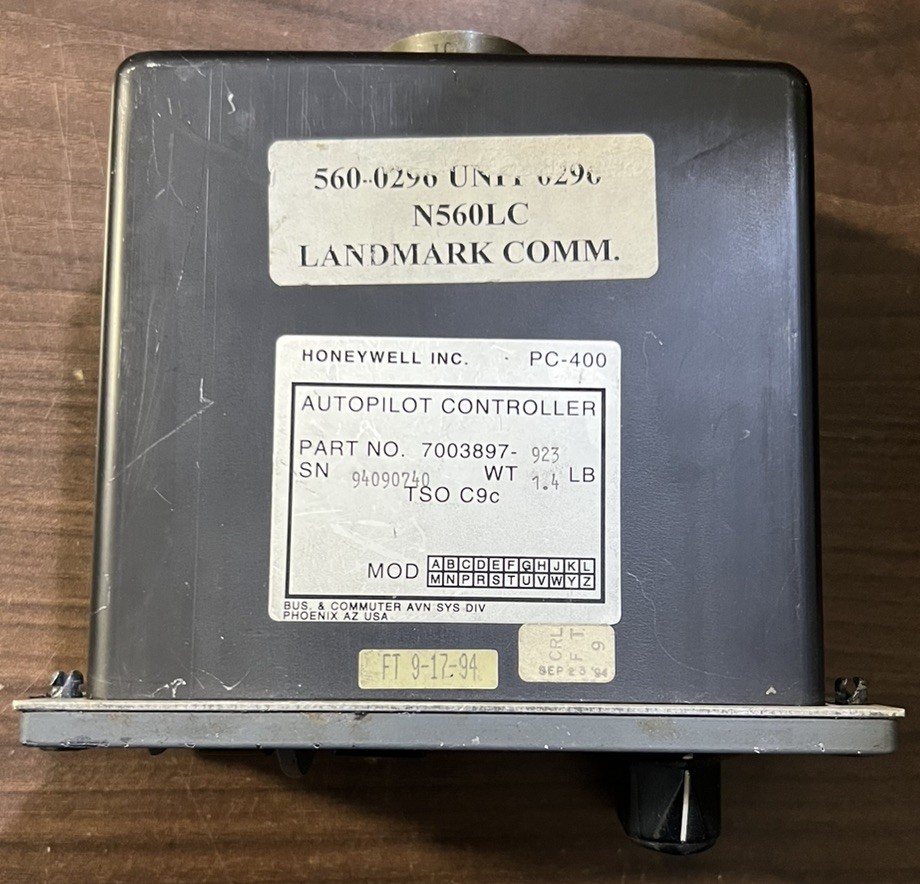 560-0296 UNIT 0296
N560LC
LANDMARK COMM.
HONEYWELL INC. PC-400
AUTOPILOT CONTROLLER
PART NO. 7003897- 923
SN 94090740 WT 1.4 LB
TSO C9c
MOD A B C D E F G H J K L
M N P R S T U V W Y Z
BUS. & COMMUTER AVN SYS DIV
PHOENIX AZ USA
FT 9-17-94
CRL
F T
9
SEP '94